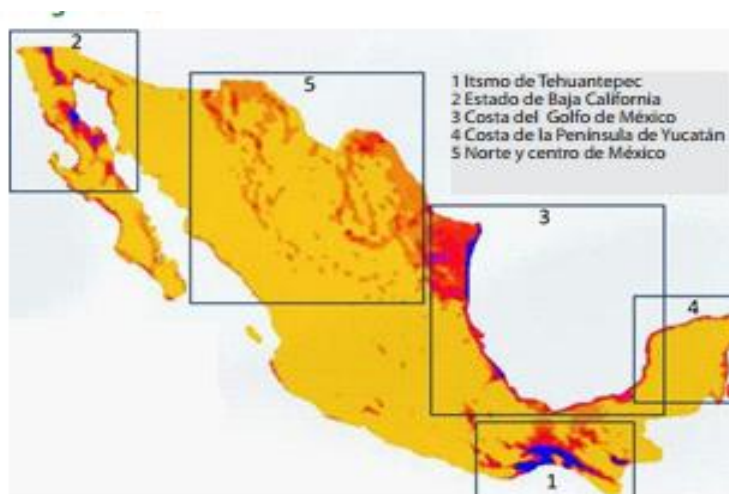 2
5
1 Itsmo de Tehuantepec
2 Estado de Baja California
3 Costa del Golfo de México
4 Costa de la Península de Yucatán
5 Norte y centro de México
3
4
1